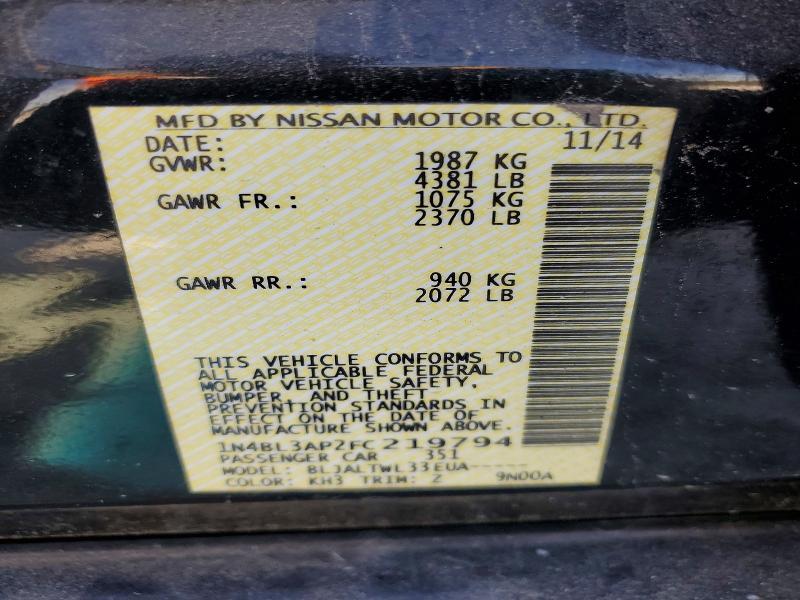 MFD BY NISSAN MOTOR CO., LTD.
DATE: 11/14
GVWR: 1987 KG
4381 LB
GAWR FR.: 1075 KG
2370 LB
GAWR RR.: 940 KG
2072 LB
THIS VEHICLE CONFORMS TO
ALL APPLICABLE FEDERAL
MOTOR VEHICLE SAFETY,
BUMPER, AND THEFT
PREVENTION STANDARDS IN
EFFECT ON THE DATE OF
MANUFACTURE SHOWN ABOVE.
1N4BL3AP2FC219794
PASSENGER CAR 351
MODEL: BLJALTWL33EUA-----
COLOR: KH3 TRIM: Z 9N00A